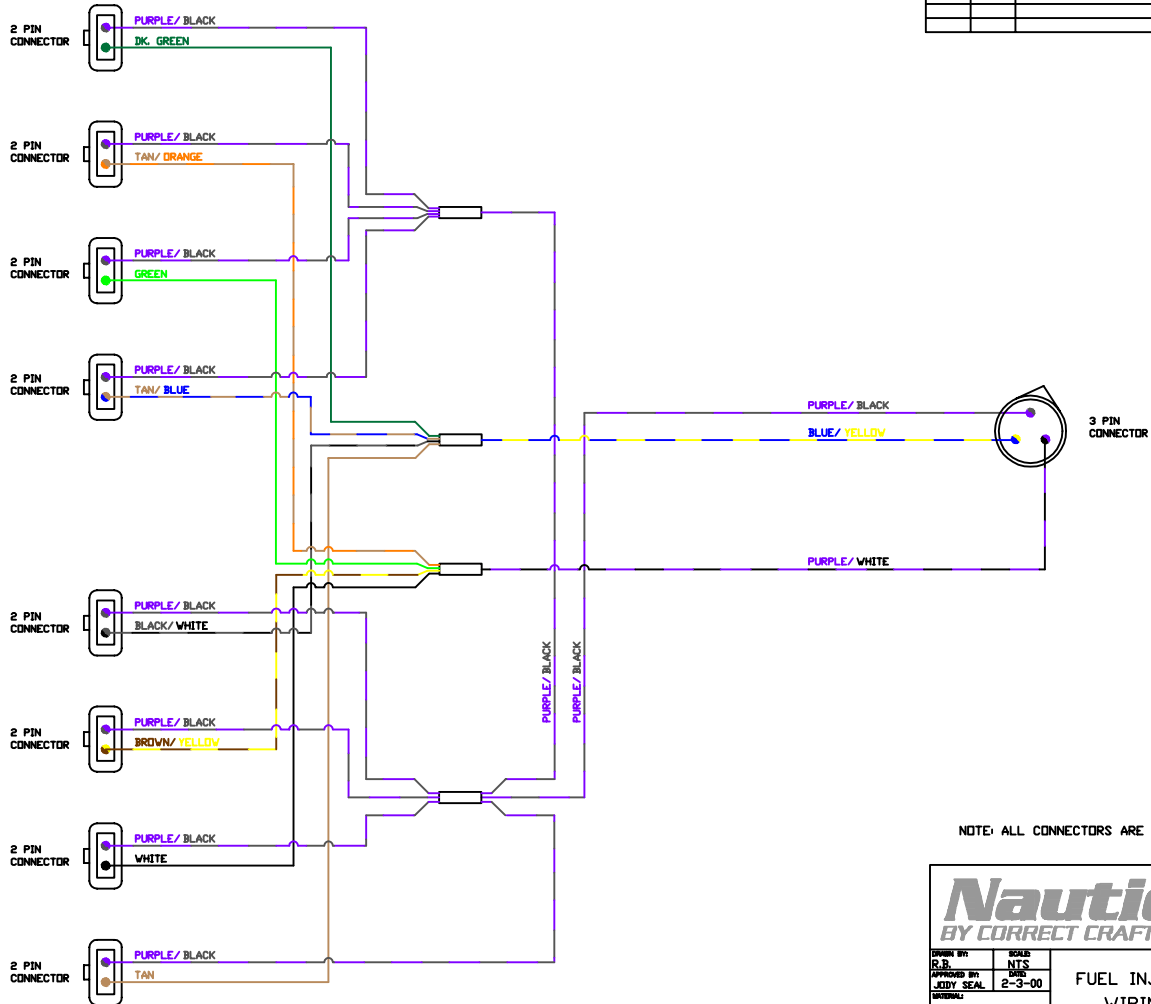 2 PIN
CONNECTOR
PURPLE/ BLACK
DK. GREEN
2 PIN
CONNECTOR
PURPLE/ BLACK
TAN/ ORANGE
2 PIN
CONNECTOR
PURPLE/ BLACK
GREEN
2 PIN
CONNECTOR
PURPLE/ BLACK
TAN/ BLUE
PURPLE/ BLACK
BLUE/ YELLOW
3 PIN
CONNECTOR
PURPLE/ WHITE
2 PIN
CONNECTOR
PURPLE/ BLACK
BLACK/ WHITE
PURPLE/ BLACK
PURPLE/ BLACK
2 PIN
CONNECTOR
PURPLE/ BLACK
BROWN/ YELLOW
2 PIN
CONNECTOR
PURPLE/ BLACK
WHITE
2 PIN
CONNECTOR
PURPLE/ BLACK
TAN
NOTE: ALL CONNECTORS ARE
Nautic
BY CORRECT CRAFT
DRAWN BY:
R.B.
SCALE:
NTS
APPROVED BY:
JODY SEAL
DATE:
2-3-00
MATERIAL:
FUEL INJ
WIRIN